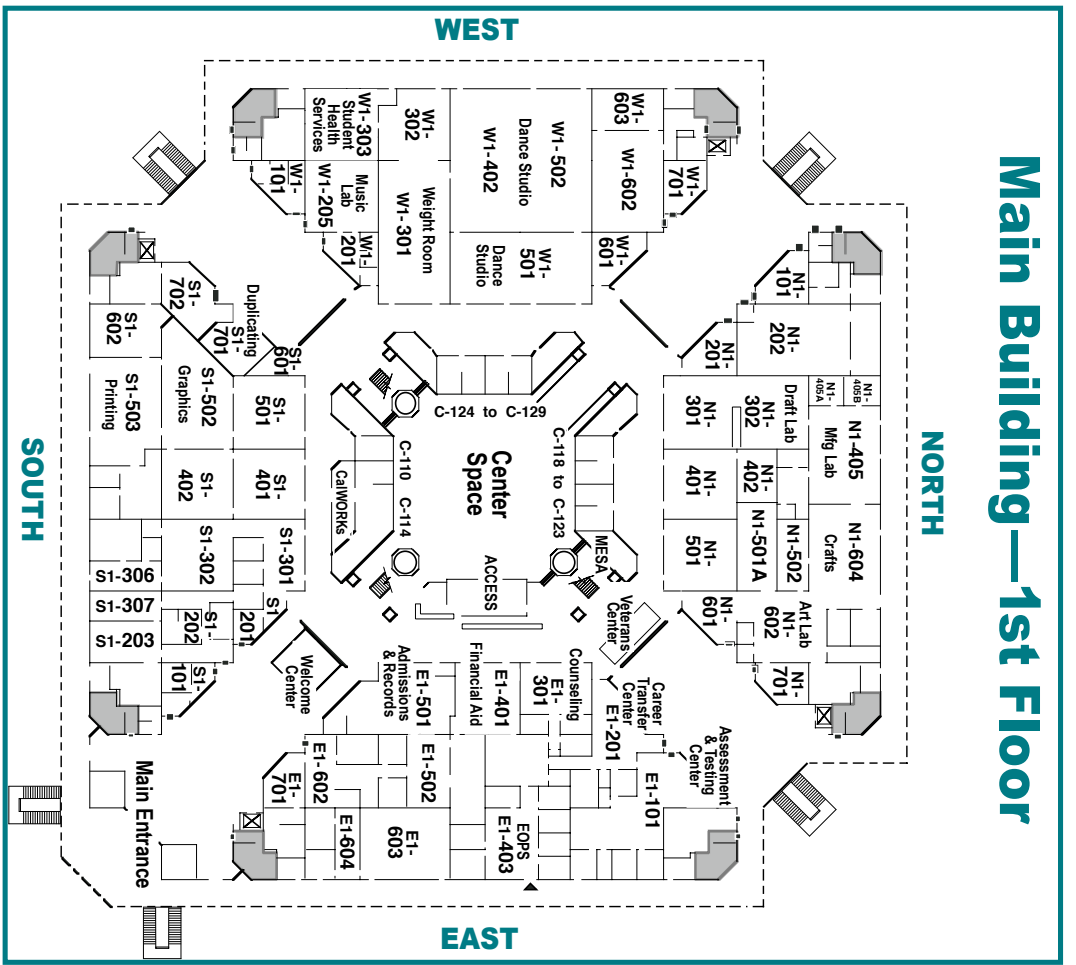 Main Building—1st Floor
WEST
SOUTH
NORTH
EAST
W1-303
Student
Health
Services
W1-
302
W1-402
Dance Studio
W1-502
W1-
603
W1-602
W1-
701
W1-
101
Music
Lab
W1-205
W1-
201
Weight Room
W1-301
Dance
Studio
W1-
501
W1-
601
S1-
702
Duplicating
S1-
701
S1-
601
S1-
602
S1-503
Printing
S1-502
Graphics
S1-
501
S1-
402
S1-
401
S1-302
S1-301
S1-306
S1-307
S1-203
S1-
202
S1-
201
S1-
101
N1-
101
N1-
202
N1-
201
N1-
301
Draft Lab
N1-
302
N1-
405A
N1-
405B
N1-405
Mfg Lab
N1-
401
N1-
402
N1-
501
N1-501A
N1-502
N1-604
Crafts
N1-
601
Art Lab
N1-
602
N1-
701
C-124 to C-129
C-118 to C-123
C-110
C-114
CalWORKs
Center
Space
MESA
ACCESS
Veterans
Center
Welcome
Center
Admissions
& Records
E1-501
Financial Aid
E1-401
Counseling
E1-
301
Career
Transfer
Center
E1-201
Assessment
& Testing
Center
E1-101
E1-
701
E1-602
E1-502
E1-604
E1-
603
EOPS
E1-403
Main Entrance